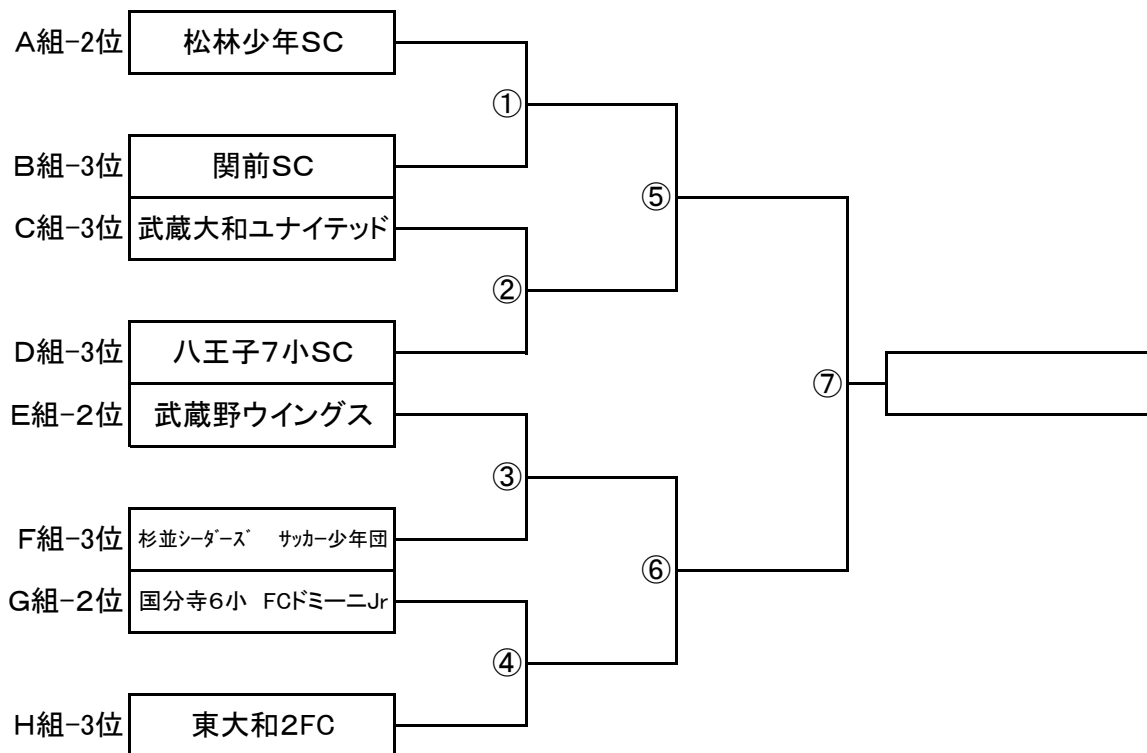 A組-2位 松林少年SC
①
B組-3位 関前SC
⑤
C組-3位 武蔵大和ユナイテッド
②
D組-3位 八王子7小SC
⑦
E組-2位 武蔵野ウイングス
③
F組-3位 杉並シーダーズ サッカー少年団
⑥
G組-2位 国分寺6小 FCドミーニJr
④
H組-3位 東大和2FC